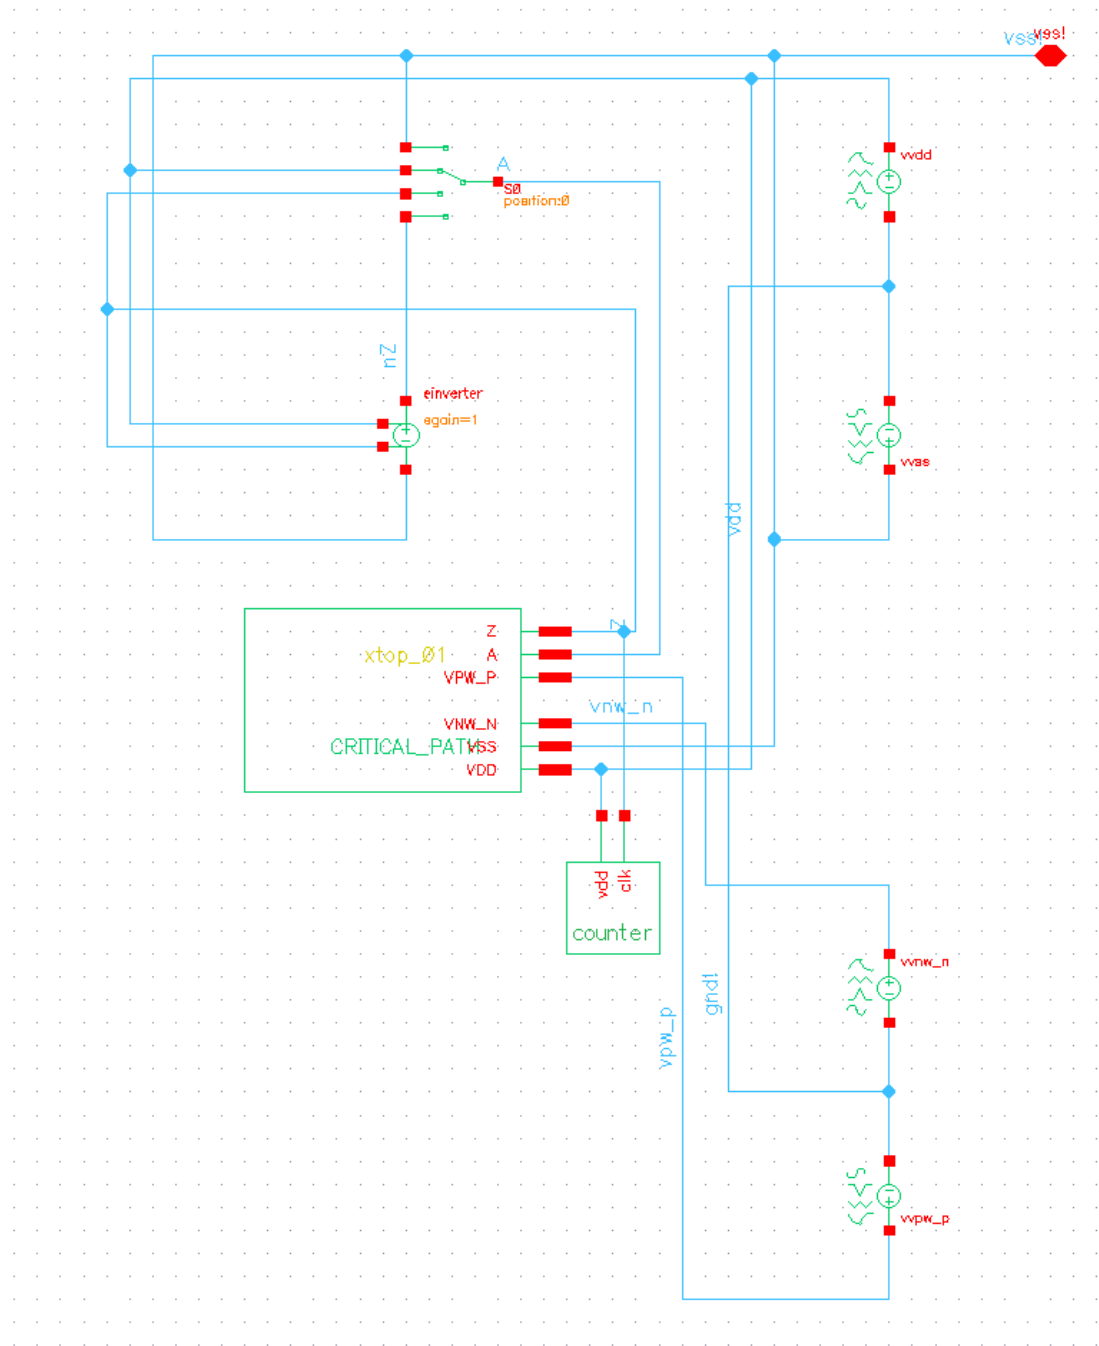 vss!
vss!
vvdd
A
S0
position:0
nZ
einverter
egain=1
vvss
vdd
Z
Z
xtop_01
A
VPW_P
vnw_n
VNW_N
CRITICAL_PATH
VSS
VDD
vdd
clk
counter
vvnw_n
gnd!
vpw_p
vvpw_p